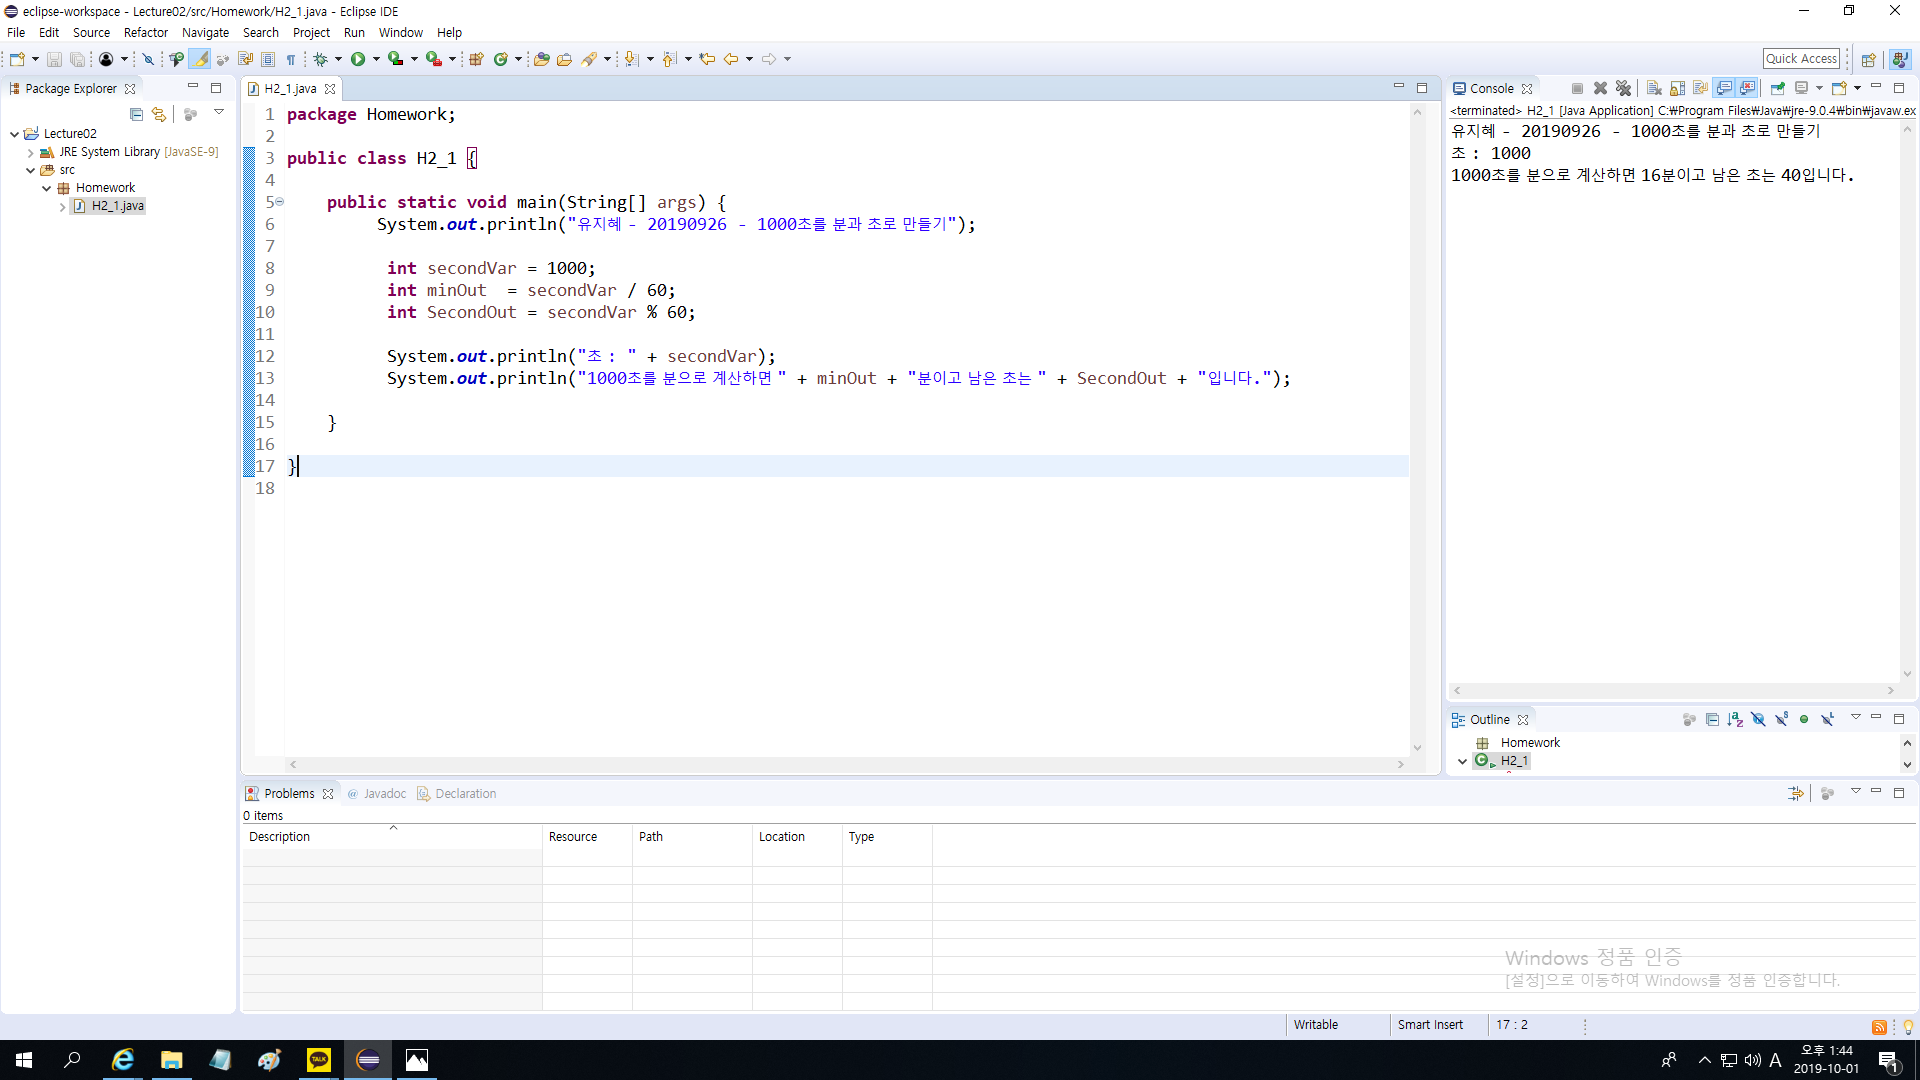 eclipse-workspace - Lecture02/src/Homework/H2_1.java - Eclipse IDE
File Edit Source Refactor Navigate Search Project Run Window Help
Quick Access
Package Explorer
Lecture02
JRE System Library [JavaSE-9]
src
Homework
H2_1.java
H2_1.java
1 package Homework;
2
3 public class H2_1 {
4
5 public static void main(String[] args) {
6 System.out.println("유지혜 - 20190926 - 1000초를 분과 초로 만들기");
7
8 int secondVar = 1000;
9 int minOut  = secondVar / 60;
10 int SecondOut = secondVar % 60;
11
12 System.out.println("초 : " + secondVar);
13 System.out.println("1000초를 분으로 계산하면 " + minOut + "분이고 남은 초는 " + SecondOut + "입니다.");
14
15 }
16
17 }
18
Console
<terminated> H2_1 [Java Application] C:₩Program Files₩Java₩jre-9.0.4₩bin₩javaw.ex
유지혜 - 20190926 - 1000초를 분과 초로 만들기
초 : 1000
1000초를 분으로 계산하면 16분이고 남은 초는 40입니다.
Outline
Homework
H2_1
Problems @ Javadoc Declaration
0 items
Description Resource Path Location Type
Windows 정품 인증
[설정]으로 이동하여 Windows를 정품 인증합니다.
Writable Smart Insert 17 : 2
TALK
A
오후 1:44
2019-10-01
1